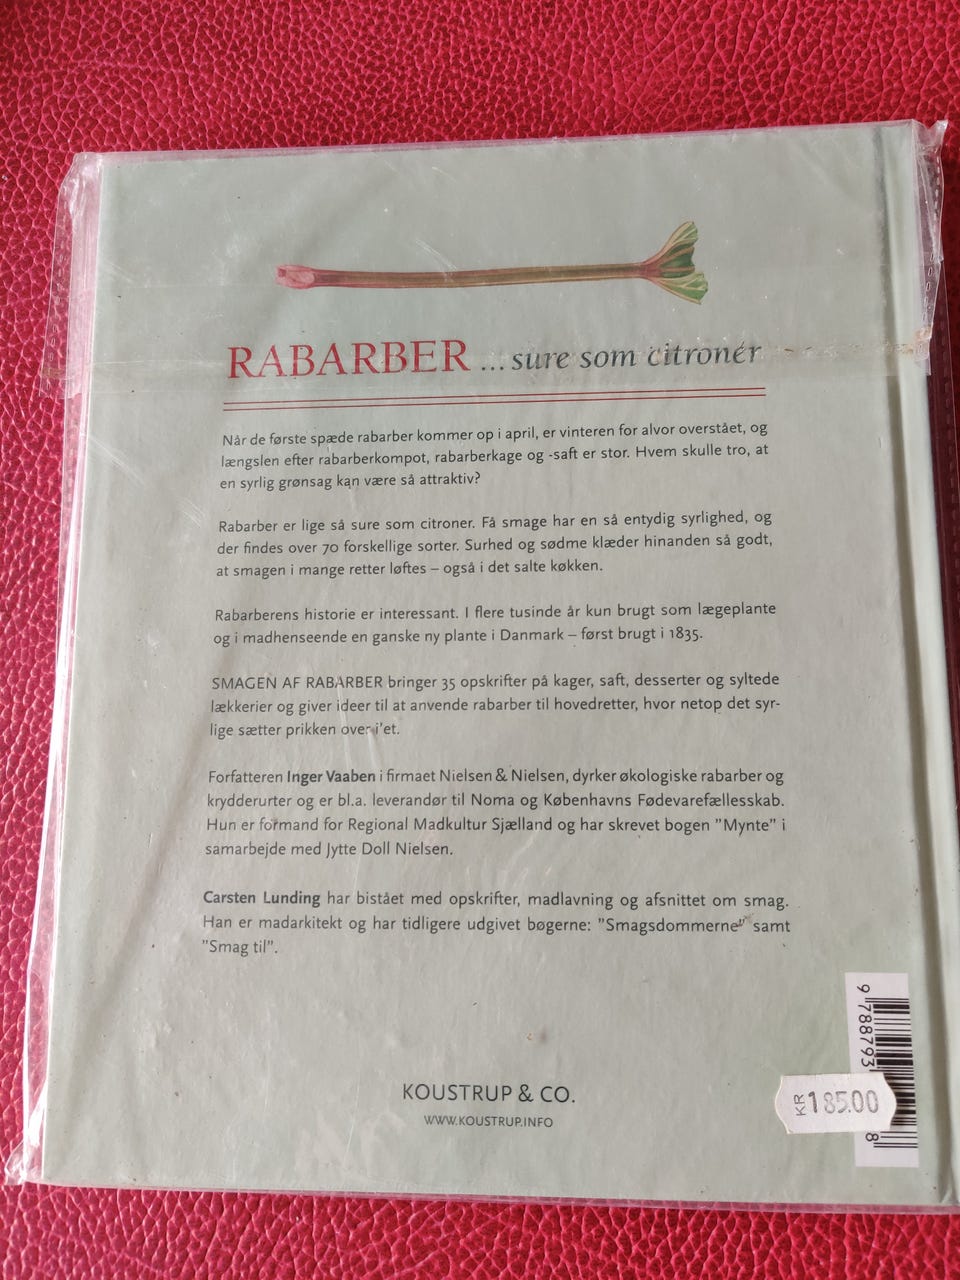 RABARBER ... sure som citroner
Når de første spæde rabarber kommer op i april, er vinteren for alvor overstået, og
længslen efter rabarberkompot, rabarberkage og -saft er stor. Hvem skulle tro, at
en syrlig grønsag kan være så attraktiv?
Rabarber er lige så sure som citroner. Få smage har en så entydig syrlighed, og
der findes over 70 forskellige sorter. Surhed og sødme klæder hinanden så godt,
at smagen i mange retter løftes – også i det salte køkken.
Rabarberens historie er interessant. I flere tusinde år kun brugt som lægeplante
og i madhenseende en ganske ny plante i Danmark – først brugt i 1835.
SMAGEN AF RABARBER bringer 35 opskrifter på kager, saft, desserter og syltede
lækkerier og giver ideer til at anvende rabarber til hovedretter, hvor netop det syr-
lige sætter prikken over i'et.
Forfatteren Inger Vaaben i firmaet Nielsen & Nielsen, dyrker økologiske rabarber og
krydderurter og er bl.a. leverandør til Noma og Københavns Fødevarefællesskab.
Hun er formand for Regional Madkultur Sjælland og har skrevet bogen "Mynte" i
samarbejde med Jytte Doll Nielsen.
Carsten Lunding har bistået med opskrifter, madlavning og afsnittet om smag.
Han er madarkitekt og har tidligere udgivet bøgerne: "Smagsdommerne" samt
"Smag til".
KOUSTRUP & CO.
WWW.KOUSTRUP.INFO
9 788793
8
KR 185.00